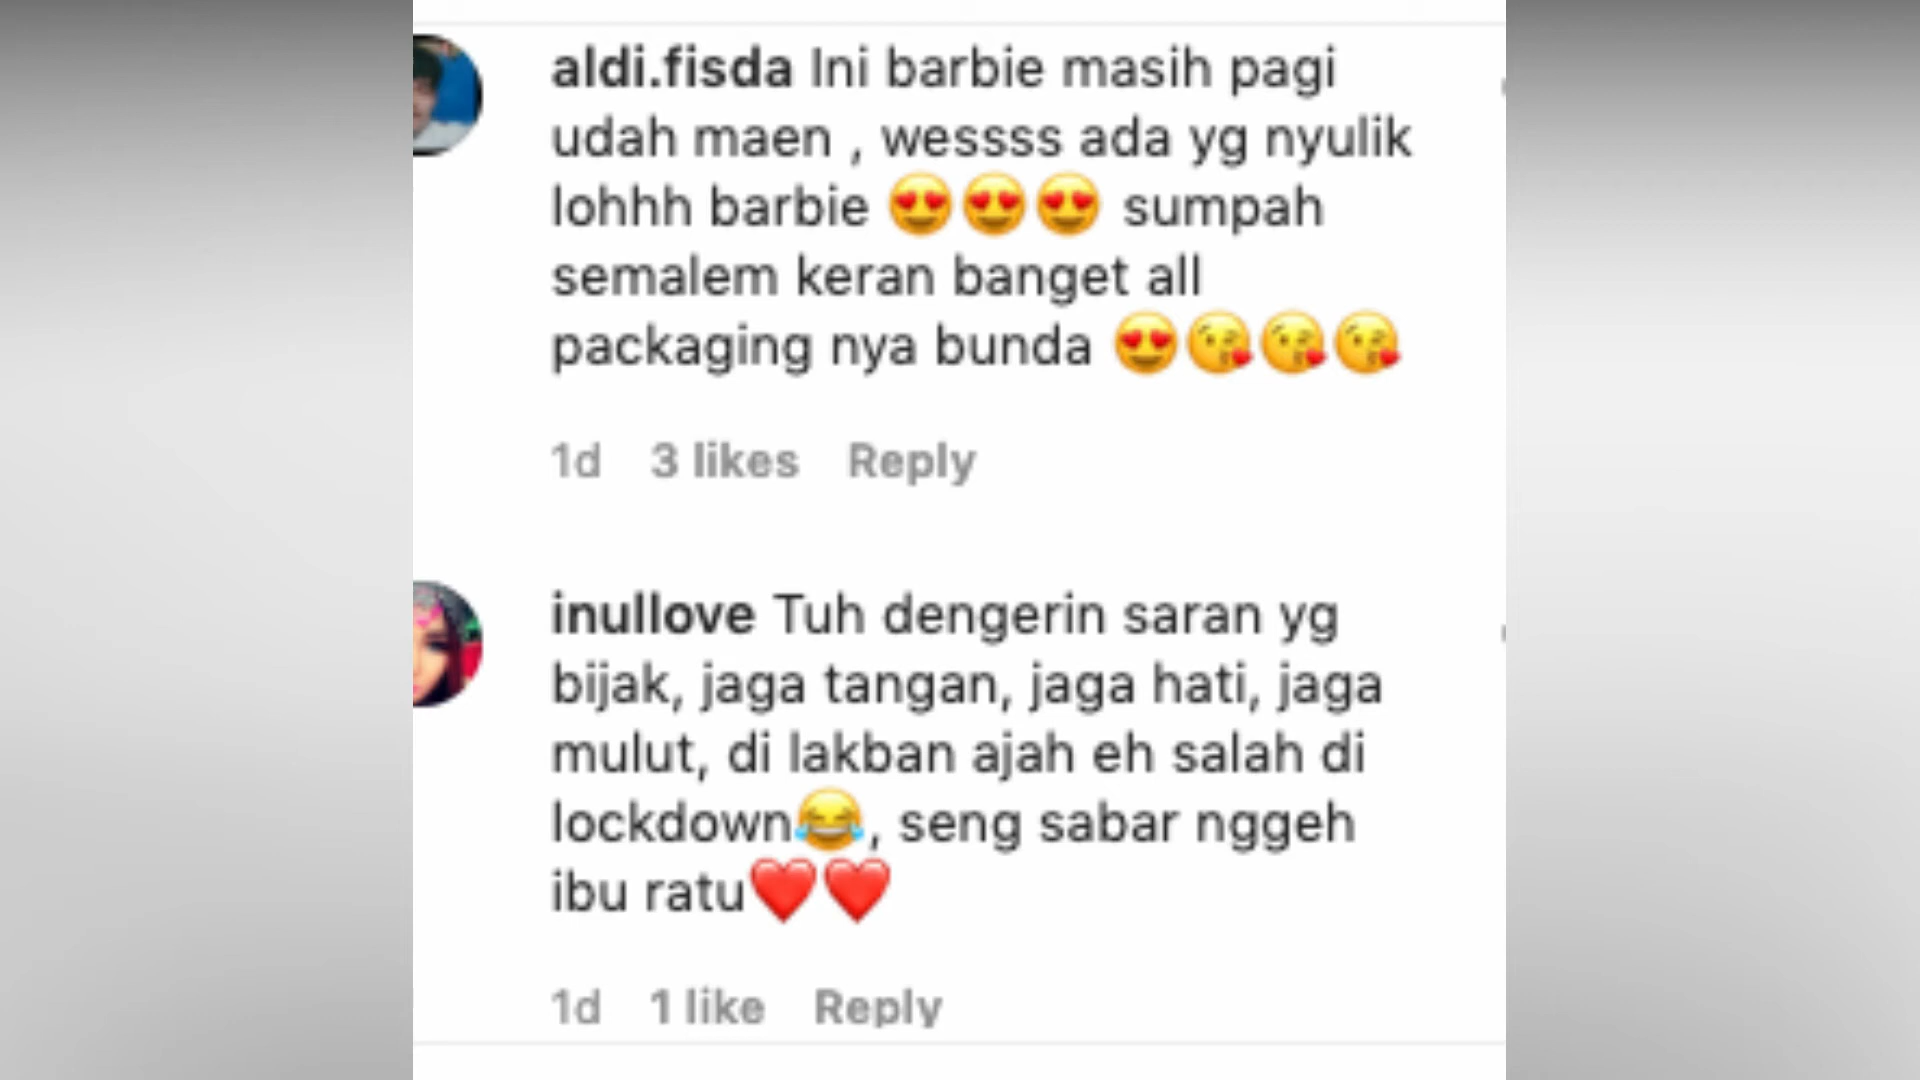 aldi.fisda Ini barbie masih pagi
udah maen , wessss ada yg nyulik
lohhh barbie 😍😍😍 sumpah
semalem keran banget all
packaging nya bunda 😍😘😘😘
1d 3 likes Reply
inullove Tuh dengerin saran yg
bijak, jaga tangan, jaga hati, jaga
mulut, di lakban ajah eh salah di
lockdown😂, seng sabar nggeh
ibu ratu❤️❤️
1d 1 like Reply